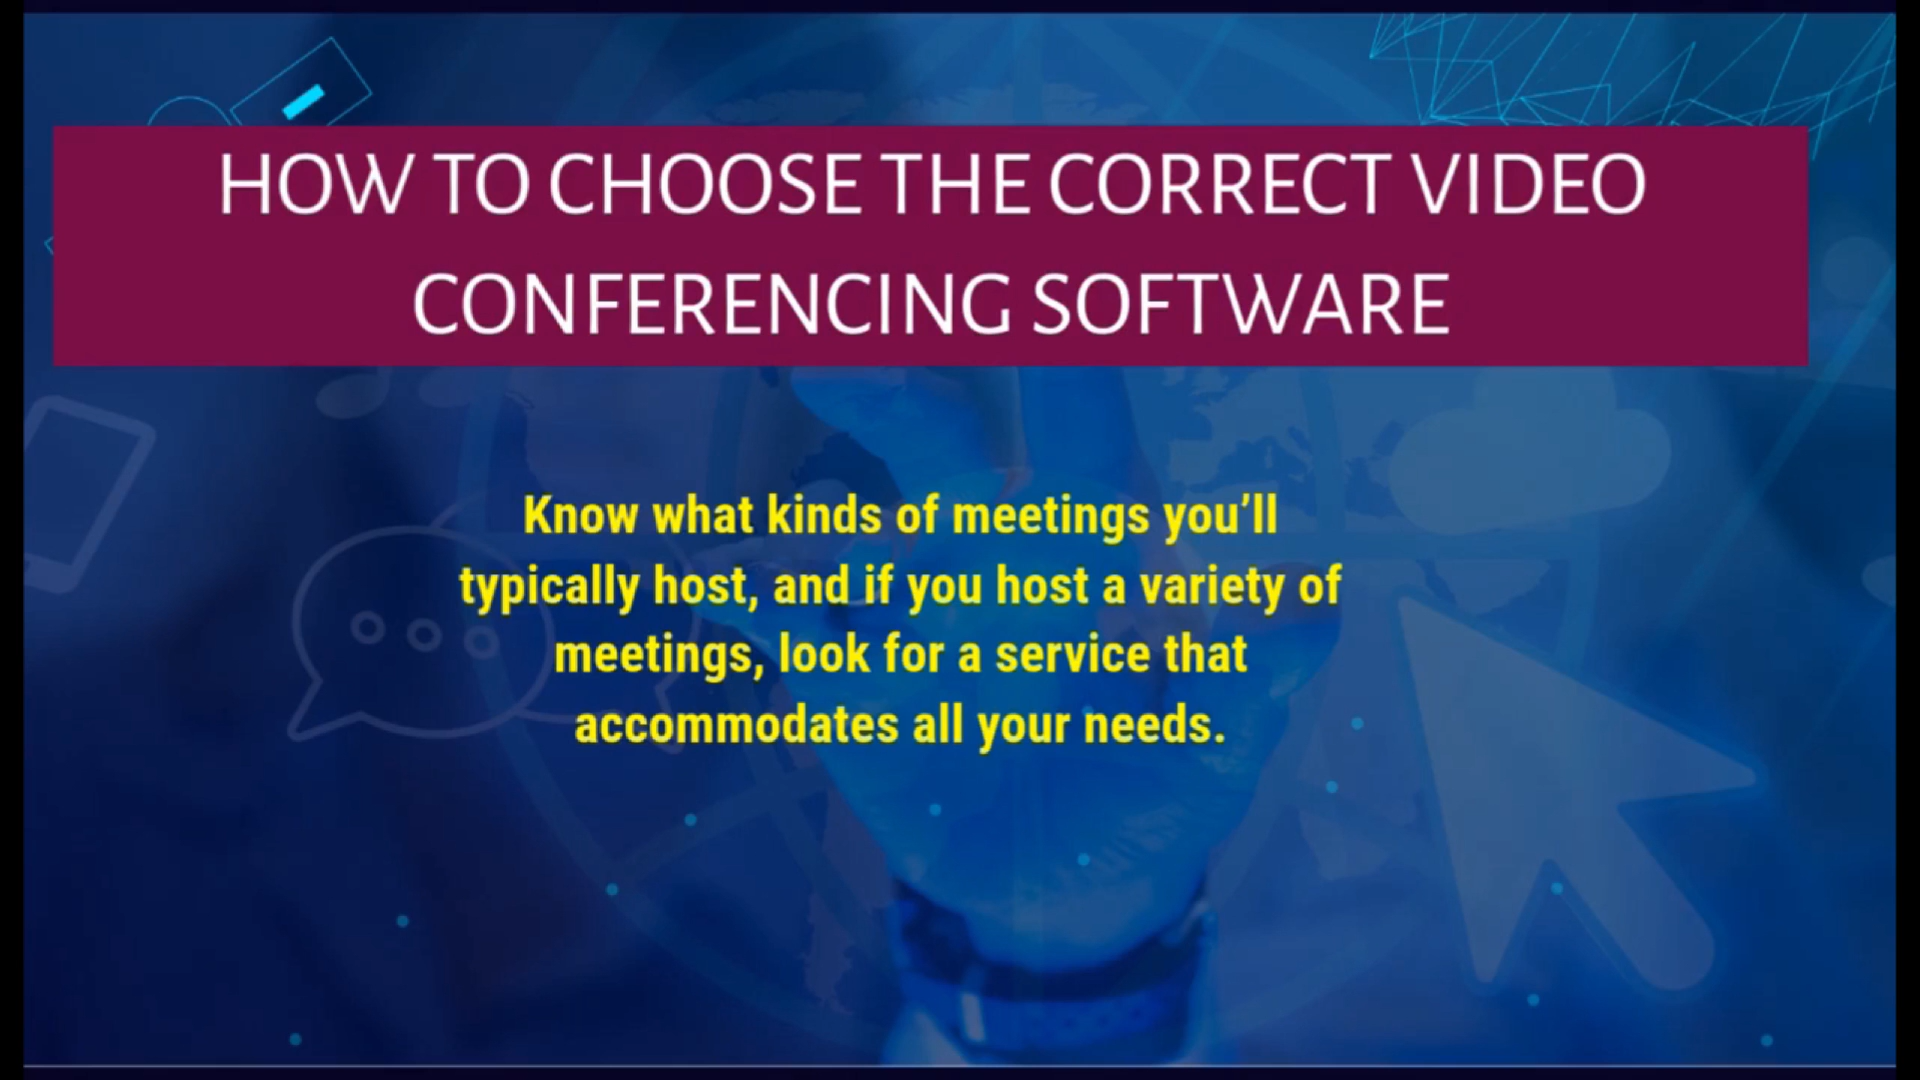 HOW TO CHOOSE THE CORRECT VIDEO
CONFERENCING SOFTWARE
Know what kinds of meetings you’ll
typically host, and if you host a variety of
meetings, look for a service that
accommodates all your needs.